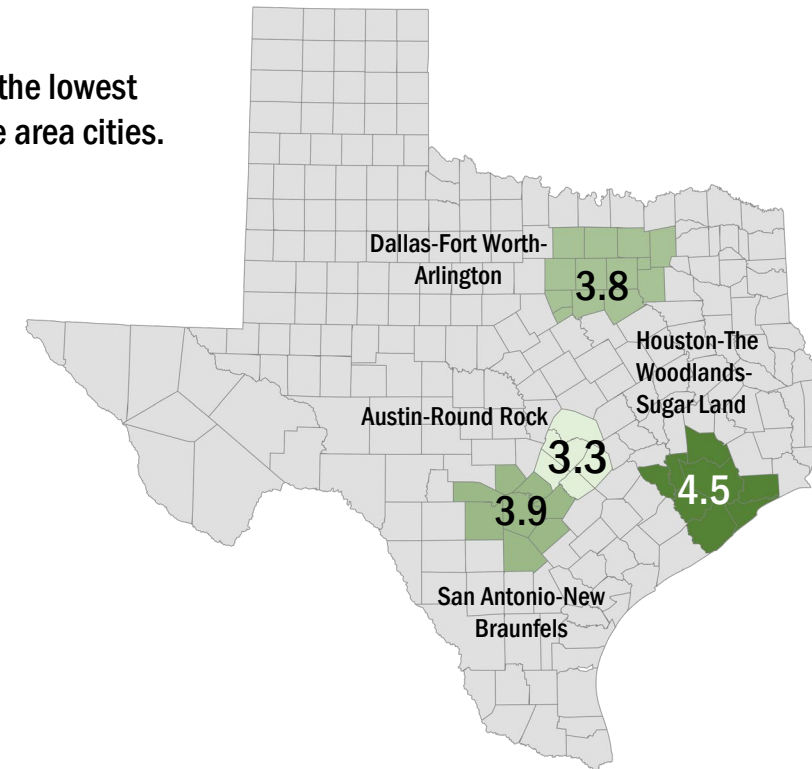 the lowest
area cities.
Dallas-Fort Worth-
Arlington
3.8
Houston-The
Woodlands-
Sugar Land
Austin-Round Rock
3.3
4.5
3.9
San Antonio-New
Braunfels